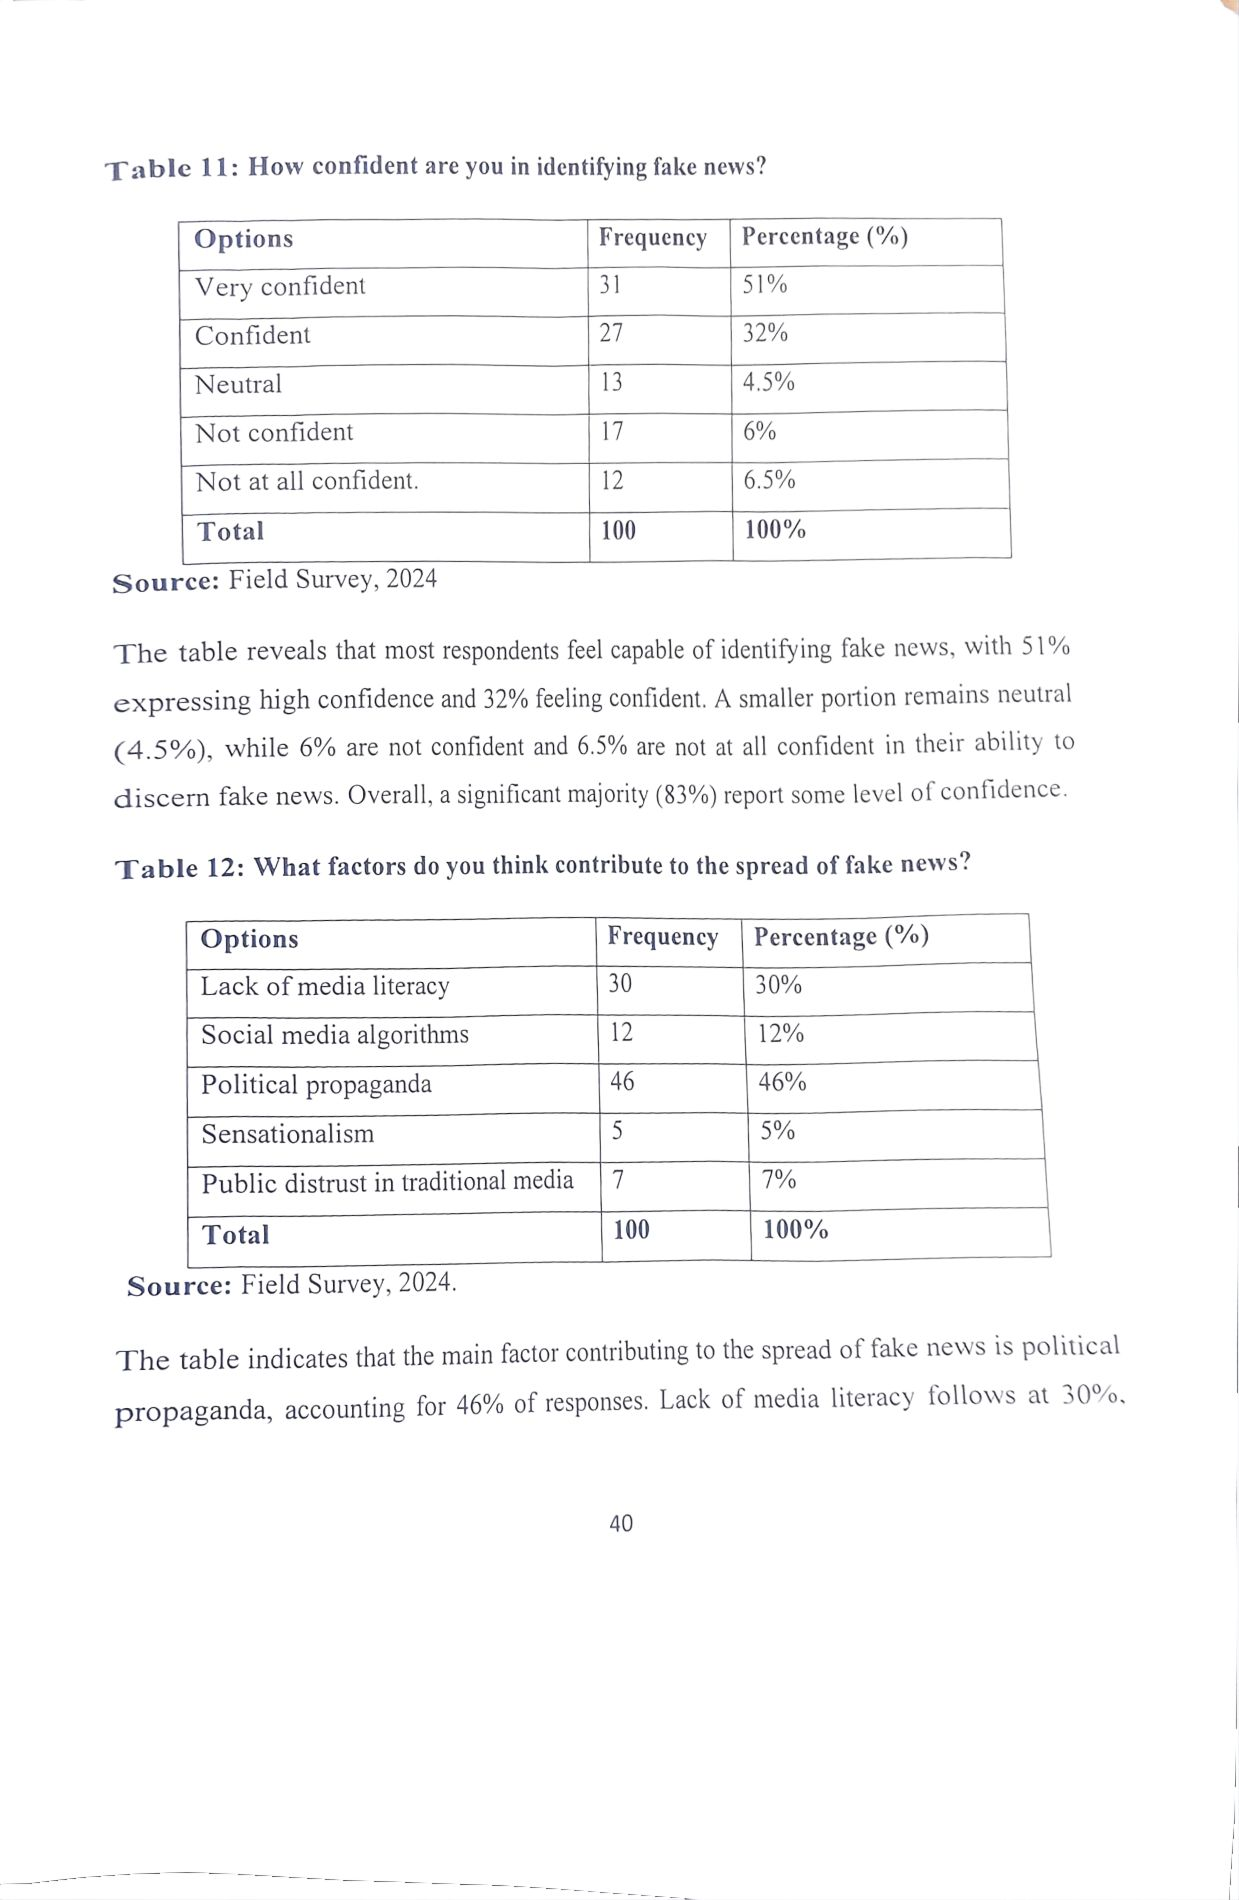 Table 11: How confident are you in identifying fake news?
Options Frequency Percentage (%)
Very confident 31 51%
Confident 27 32%
Neutral 13 4.5%
Not confident 17 6%
Not at all confident. 12 6.5%
Total 100 100%
Source: Field Survey, 2024
The table reveals that most respondents feel capable of identifying fake news, with 51%
expressing high confidence and 32% feeling confident. A smaller portion remains neutral
(4.5%), while 6% are not confident and 6.5% are not at all confident in their ability to
discern fake news. Overall, a significant majority (83%) report some level of confidence.
Table 12: What factors do you think contribute to the spread of fake news?
Options Frequency Percentage (%)
Lack of media literacy 30 30%
Social media algorithms 12 12%
Political propaganda 46 46%
Sensationalism 5 5%
Public distrust in traditional media 7 7%
Total 100 100%
Source: Field Survey, 2024.
The table indicates that the main factor contributing to the spread of fake news is political
propaganda, accounting for 46% of responses. Lack of media literacy follows at 30%,
40